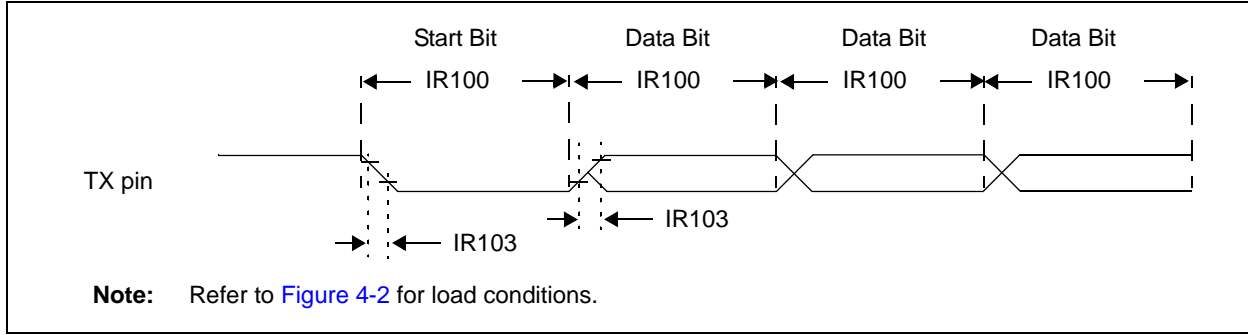 Start Bit Data Bit Data Bit Data Bit
IR100 IR100 IR100 IR100
TX pin
IR103
IR103
Note: Refer to Figure 4-2 for load conditions.